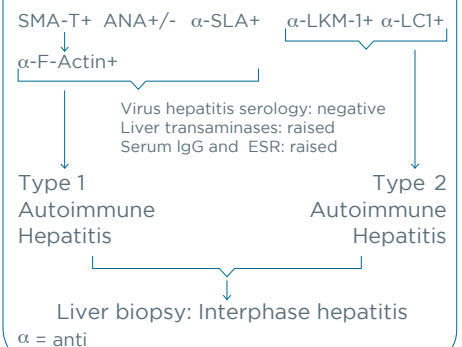 SMA-T+ ANA+/- α-SLA+ α-LKM-1+ α-LC1+
α-F-Actin+
Virus hepatitis serology: negative
Liver transaminases: raised
Serum IgG and ESR: raised
Type 1
Autoimmune
Hepatitis
Type 2
Autoimmune
Hepatitis
Liver biopsy: Interphase hepatitis
α = anti